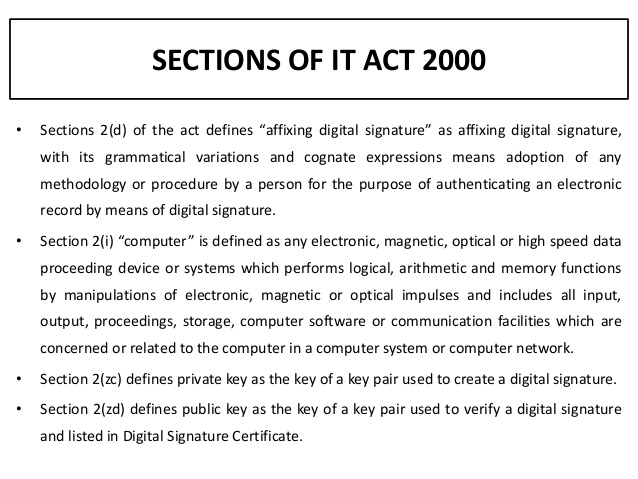 SECTIONS OF IT ACT 2000
• Sections 2(d) of the act defines “affixing digital signature” as affixing digital signature,
with its grammatical variations and cognate expressions means adoption of any
methodology or procedure by a person for the purpose of authenticating an electronic
record by means of digital signature.
• Section 2(i) “computer” is defined as any electronic, magnetic, optical or high speed data
proceeding device or systems which performs logical, arithmetic and memory functions
by manipulations of electronic, magnetic or optical impulses and includes all input,
output, proceedings, storage, computer software or communication facilities which are
concerned or related to the computer in a computer system or computer network.
• Section 2(zc) defines private key as the key of a key pair used to create a digital signature.
• Section 2(zd) defines public key as the key of a key pair used to verify a digital signature
and listed in Digital Signature Certificate.